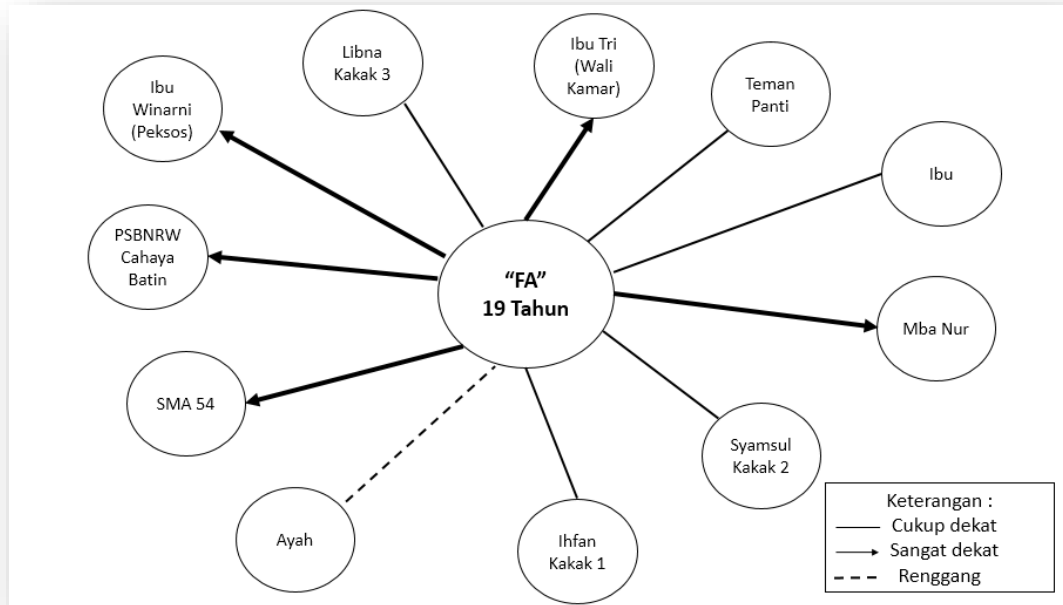 Libna
Kakak 3
Ibu Tri
(Wali
Kamar)
Teman
Panti
Ibu
Winarni
(Peksos)
Ibu
PSBNRW
Cahaya
Batin
“FA”
19 Tahun
Mba Nur
SMA 54
Syamsul
Kakak 2
Ayah
Ihfan
Kakak 1
Keterangan :
Cukup dekat
Sangat dekat
Renggang